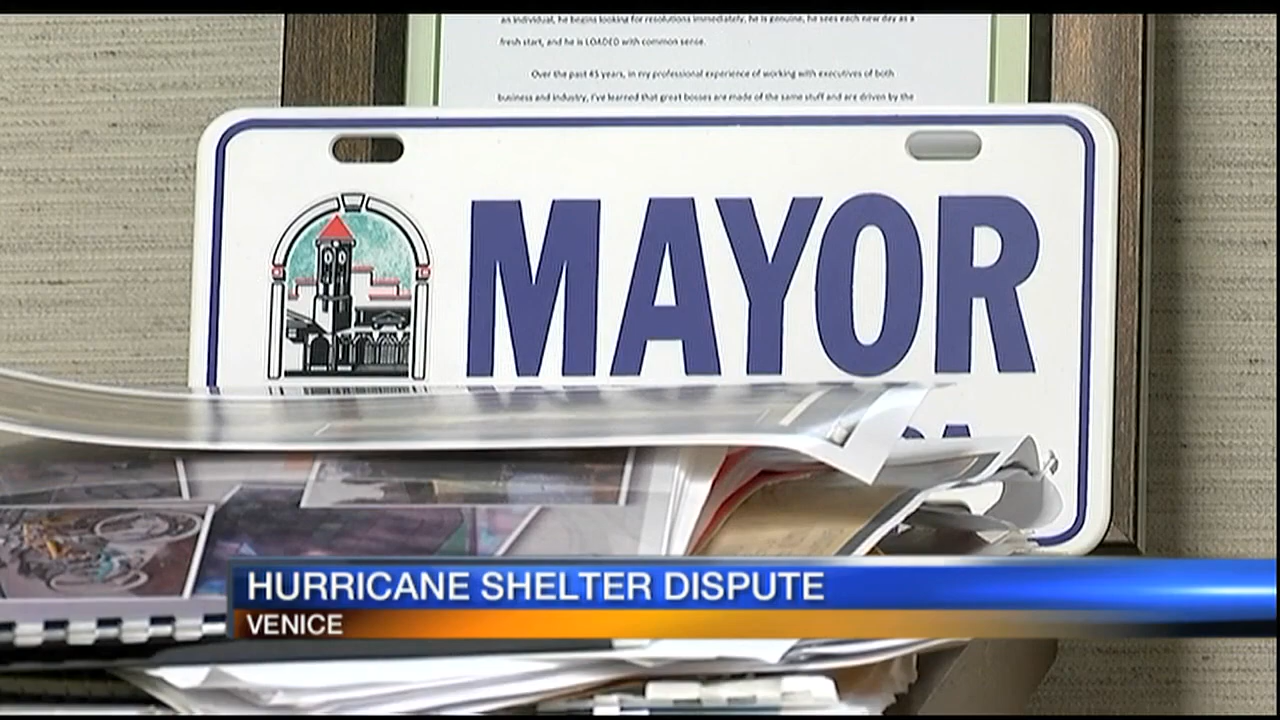 an individual, he begins looking for resolutions immediately, he is genuine, he sees each new day as a
fresh start, and he is LOADED with common sense.
Over the past 45 years, in my professional experience of working with executives of both
business and industry, I've learned that great bosses are made of the same stuff and are driven by the
MAYOR
HURRICANE SHELTER DISPUTE
VENICE